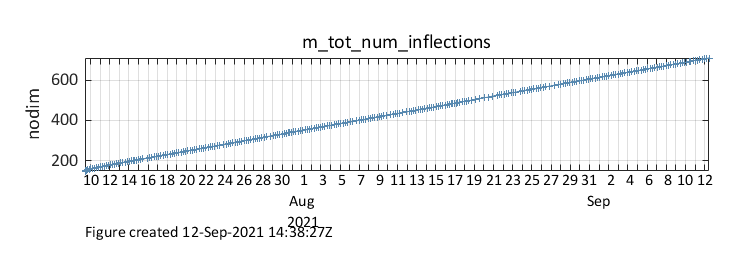 m_tot_num_inflections
nodim
600
400
200
10 12 14 16 18 20 22 24 26 28 30 1 3 5 7 9 11 13 15 17 19 21 23 25 27 29 31 2 4 6 8 10 12
Aug Sep
2021
Figure created 12-Sep-2021 14:38:27Z